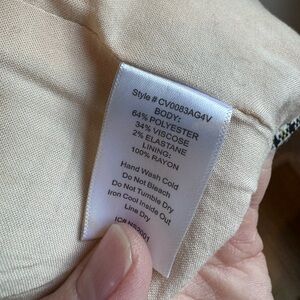 Style # CV0083AG4V
BODY:
64% POLYESTER
34% VISCOSE
2% ELASTANE
LINING:
100% RAYON
Hand Wash Cold
Do Not Bleach
Do Not Tumble Dry
Iron Cool Inside Out
Line Dry